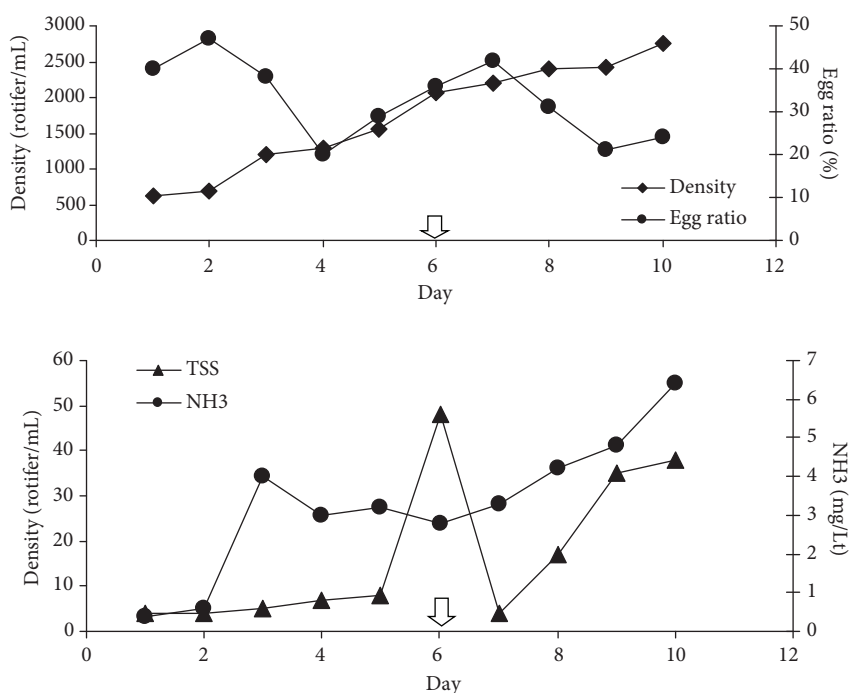 3000
2500
2000
1500
1000
500
0
Density (rotifer/mL)
50
40
30
20
10
0
Egg ratio (%)
Density
Egg ratio
0 2 4 6 8 10 12
Day
60
50
40
30
20
10
0
Density (rotifer/mL)
TSS
NH3
7
6
5
4
3
2
1
0
NH3 (mg/Lt)
0 2 4 6 8 10 12
Day